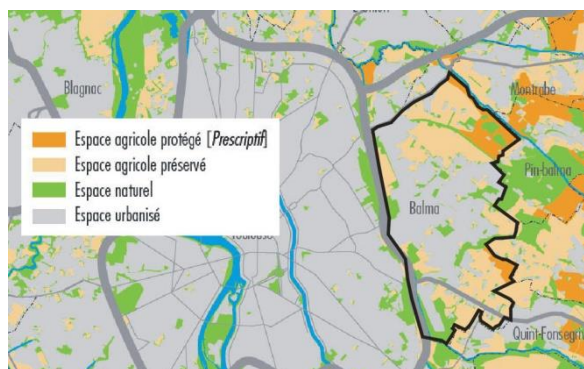 Blagnac
Montrabe
Espace agricole protégé [Prescriptif]
Espace agricole préservé
Espace naturel
Espace urbanisé
Pin-balma
Balma
Toulouse
Quint-Fonsegri